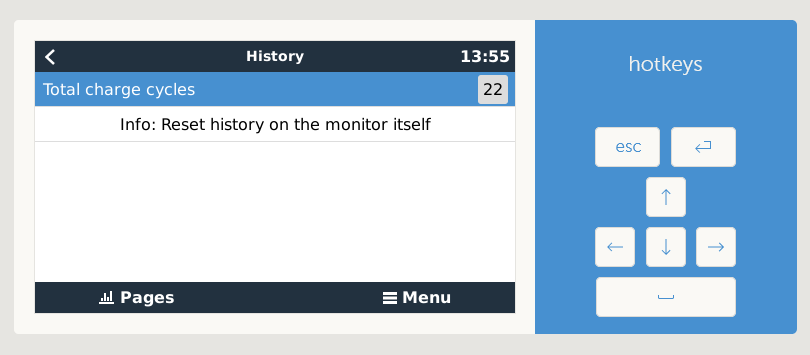 History
13:55
Total charge cycles
22
Info: Reset history on the monitor itself
Pages
Menu
hotkeys
esc